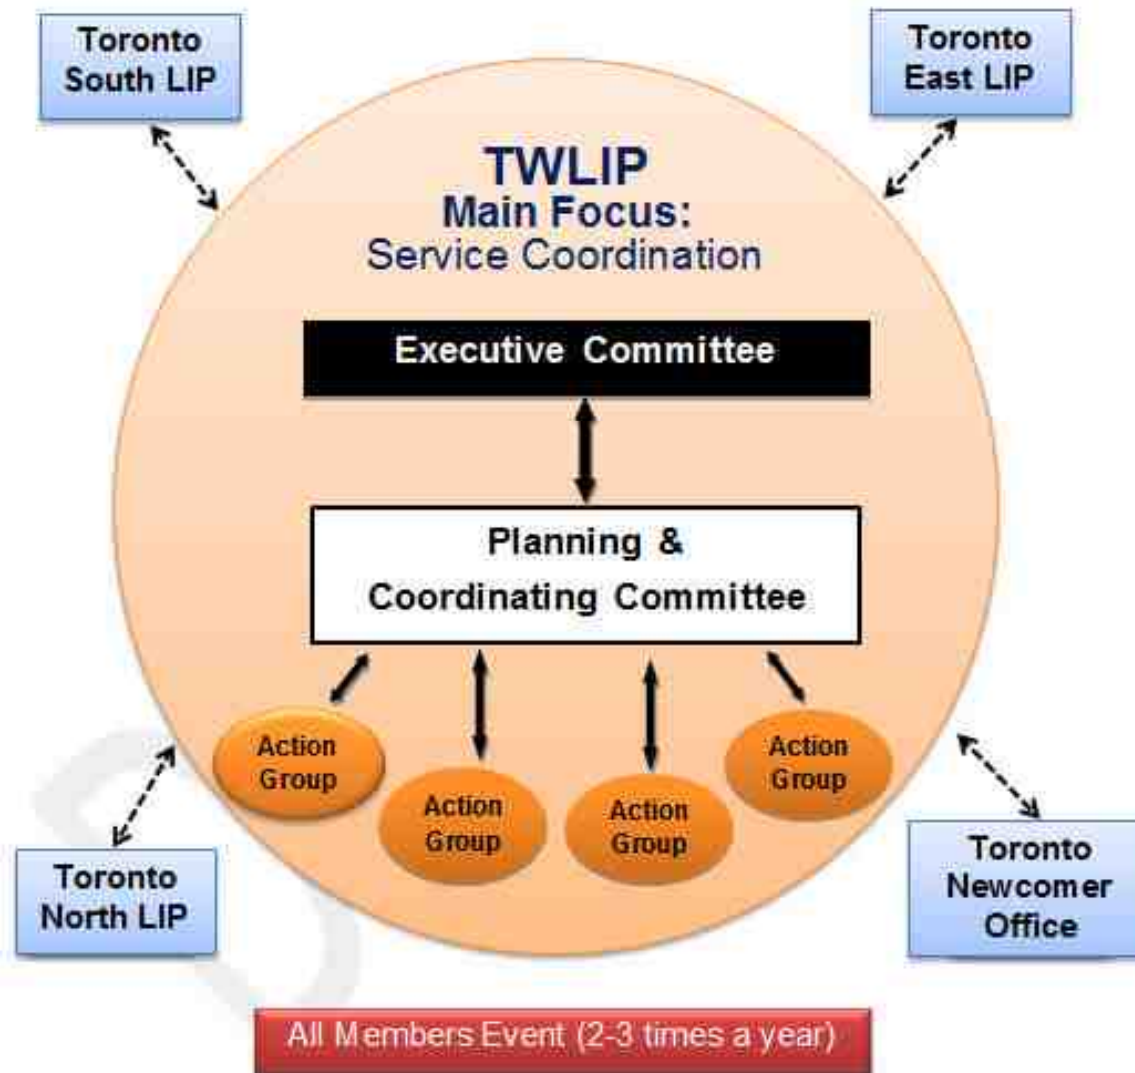 Toronto
South LIP
Toronto
East LIP
TWLIP
Main Focus:
Service Coordination
Executive Committee
Planning &
Coordinating Committee
Action
Group
Action
Group
Action
Group
Action
Group
Toronto
North LIP
Toronto
Newcomer
Office
All Members Event (2-3 times a year)